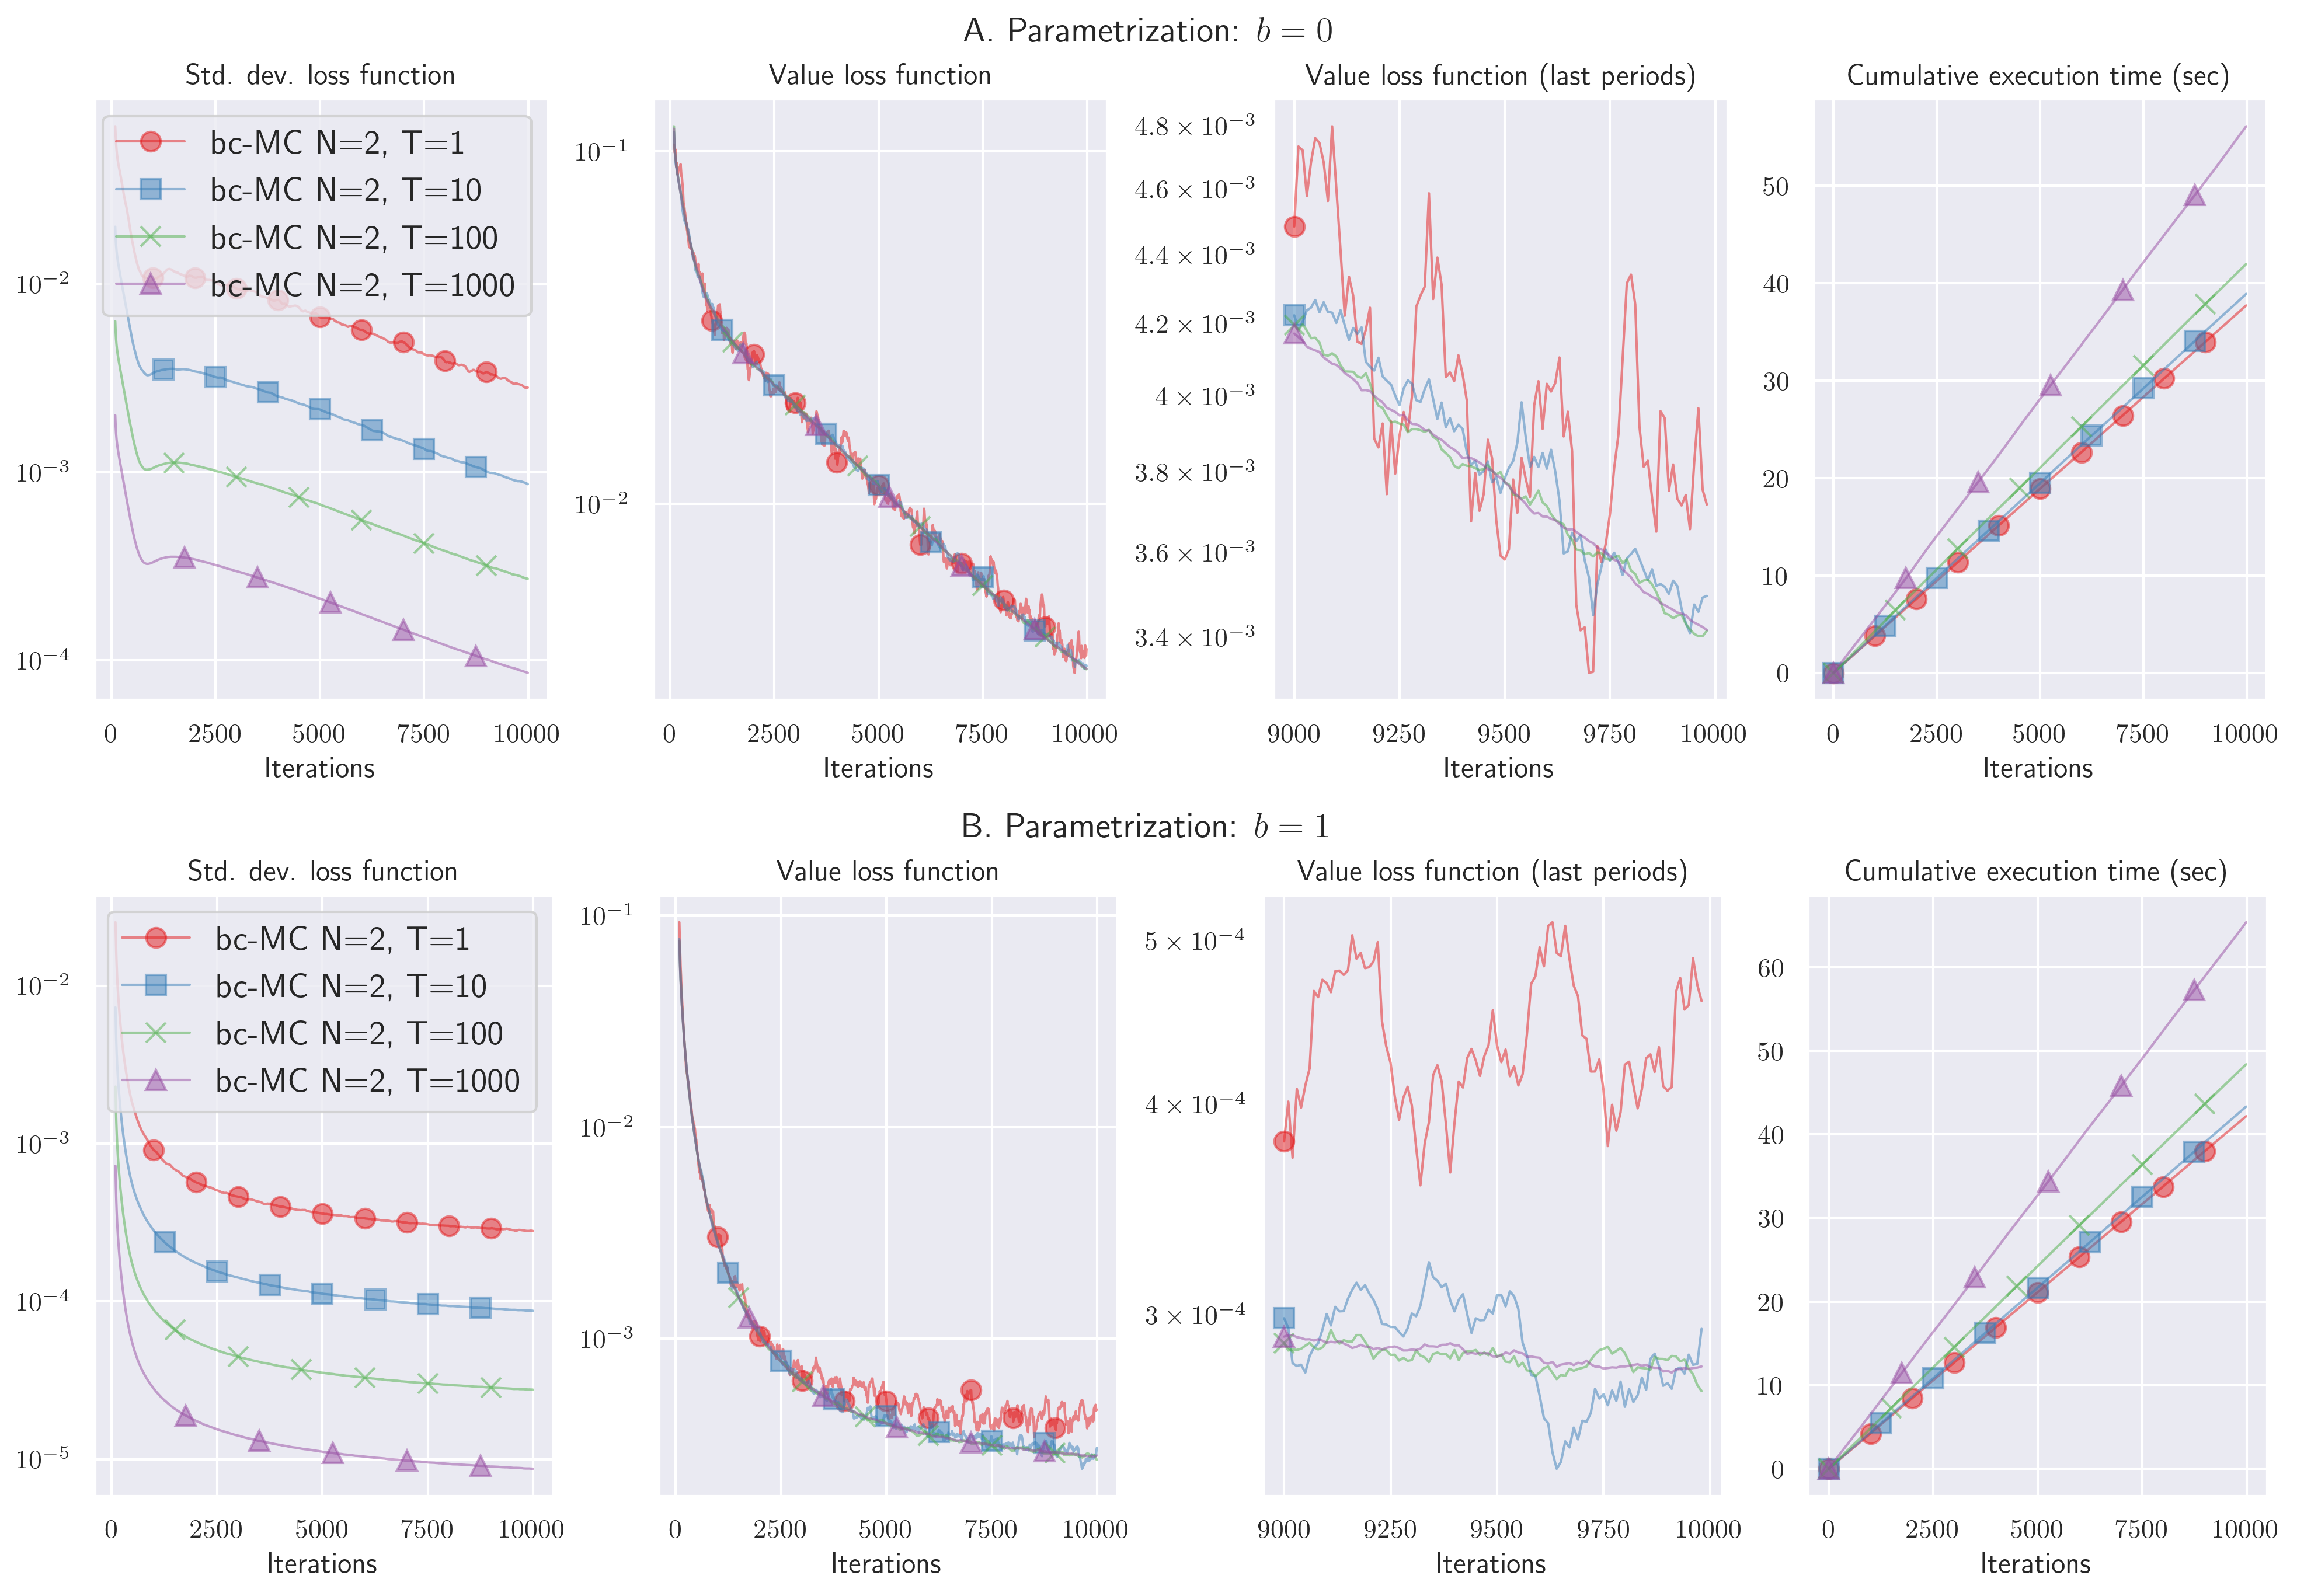 A. Parametrization: b = 0
Std. dev. loss function
Value loss function
Value loss function (last periods)
Cumulative execution time (sec)
bc-MC N=2, T=1
bc-MC N=2, T=10
bc-MC N=2, T=100
bc-MC N=2, T=1000
10⁻²
10⁻³
10⁻⁴
0 2500 5000 7500 10000
Iterations
10⁻¹
10⁻²
0 2500 5000 7500 10000
Iterations
4.8 × 10⁻³
4.6 × 10⁻³
4.4 × 10⁻³
4.2 × 10⁻³
4 × 10⁻³
3.8 × 10⁻³
3.6 × 10⁻³
3.4 × 10⁻³
9000 9250 9500 9750 10000
Iterations
50
40
30
20
10
0
0 2500 5000 7500 10000
Iterations
B. Parametrization: b = 1
Std. dev. loss function
Value loss function
Value loss function (last periods)
Cumulative execution time (sec)
bc-MC N=2, T=1
bc-MC N=2, T=10
bc-MC N=2, T=100
bc-MC N=2, T=1000
10⁻²
10⁻³
10⁻⁴
10⁻⁵
0 2500 5000 7500 10000
Iterations
10⁻¹
10⁻²
10⁻³
0 2500 5000 7500 10000
Iterations
5 × 10⁻⁴
4 × 10⁻⁴
3 × 10⁻⁴
9000 9250 9500 9750 10000
Iterations
60
50
40
30
20
10
0
0 2500 5000 7500 10000
Iterations